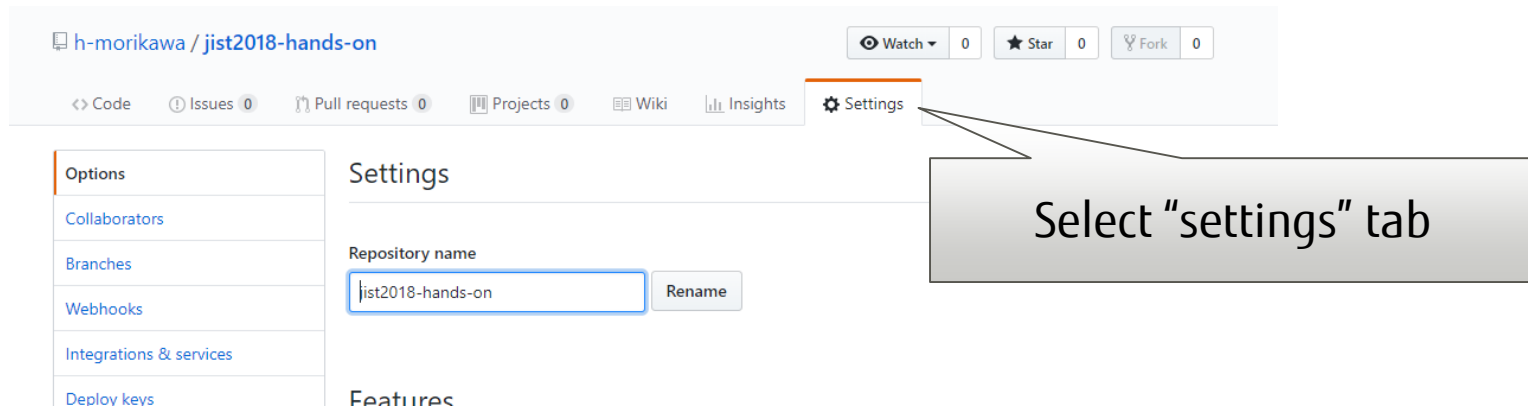 h-morikawa / jist2018-hands-on
Watch 0 Star 0 Fork 0
<> Code Issues 0 Pull requests 0 Projects 0 Wiki Insights Settings
Select “settings” tab
Options
Collaborators
Branches
Webhooks
Integrations & services
Deploy keys
Settings
Repository name
jist2018-hands-on Rename
Features